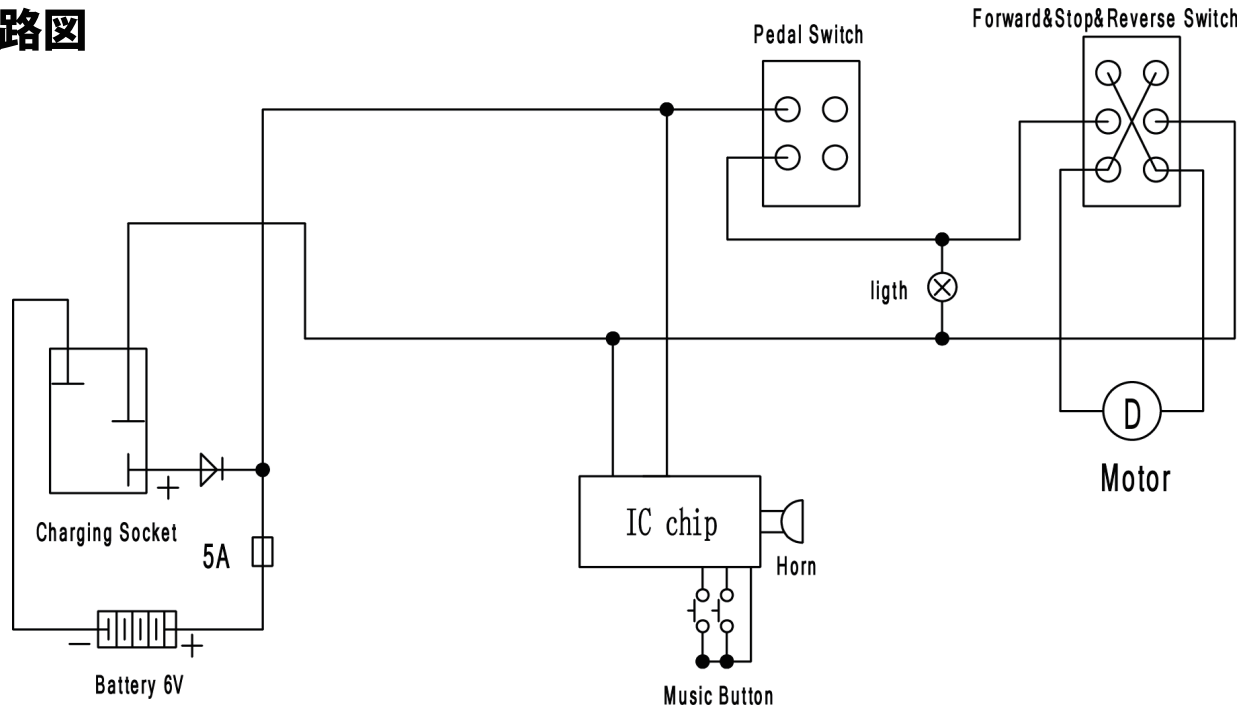 路図
Forward&Stop&Reverse Switch
Pedal Switch
ligth
D
Motor
IC chip
Horn
Music Button
+
Charging Socket
5A
− +
Battery 6V